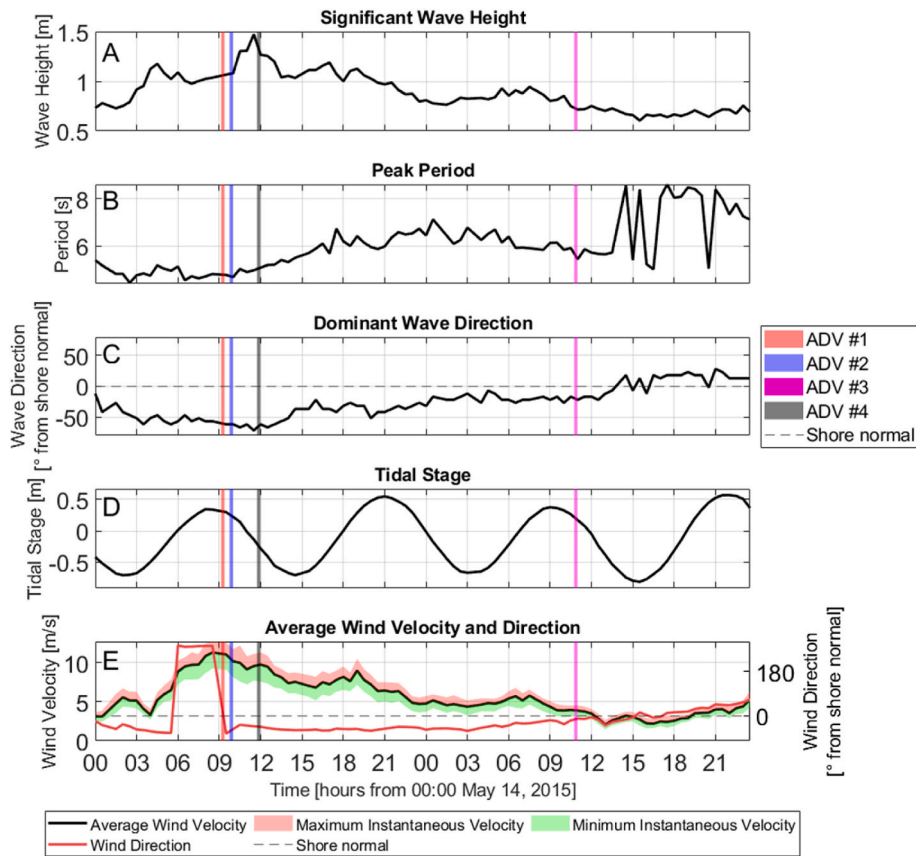 Significant Wave Height
A
Wave Height [m]
1.5
1
0.5
Peak Period
B
Period [s]
8
6
Dominant Wave Direction
C
Wave Direction
[° from shore normal]
50
0
-50
ADV #1
ADV #2
ADV #3
ADV #4
Shore normal
Tidal Stage
D
Tidal Stage [m]
0.5
0
-0.5
Average Wind Velocity and Direction
E
Wind Velocity [m/s]
10
5
0
180
0
Wind Direction
[° from shore normal]
00 03 06 09 12 15 18 21 00 03 06 09 12 15 18 21
Time [hours from 00:00 May 14, 2015]
Average Wind Velocity Maximum Instantaneous Velocity Minimum Instantaneous Velocity
Wind Direction Shore normal